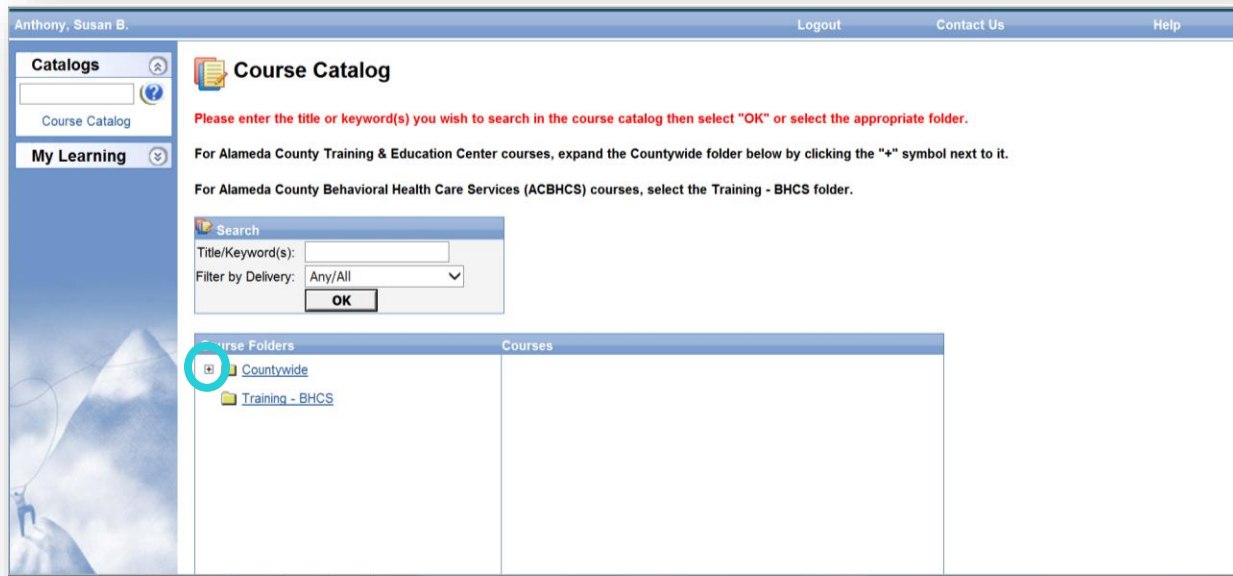 Anthony, Susan B. Logout Contact Us Help
Catalogs
Course Catalog
My Learning
Course Catalog
Please enter the title or keyword(s) you wish to search in the course catalog then select "OK" or select the appropriate folder.
For Alameda County Training & Education Center courses, expand the Countywide folder below by clicking the "+" symbol next to it.
For Alameda County Behavioral Health Care Services (ACBHCS) courses, select the Training - BHCS folder.
Search
Title/Keyword(s):
Filter by Delivery: Any/All
OK
Course Folders Courses
Countywide
Training - BHCS